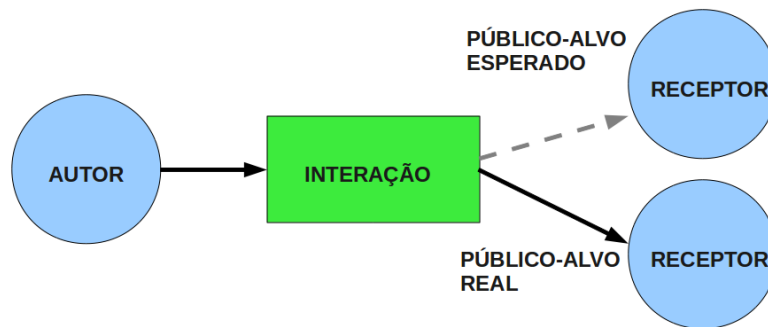 PÚBLICO-ALVO
ESPERADO
RECEPTOR
AUTOR
INTERAÇÃO
PÚBLICO-ALVO
REAL
RECEPTOR